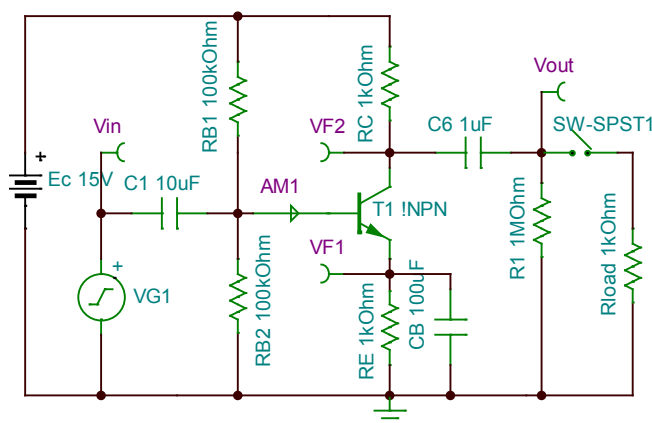 Vin
RB1 100kOhm
VF2
RC 1kOhm
C6 1uF
Vout
SW-SPST1
+
Ec 15V
C1 10uF
AM1
T1 !NPN
+
VG1
RB2 100kOhm
VF1
RE 1kOhm
CB 100uF
R1 1MOhm
Rload 1kOhm